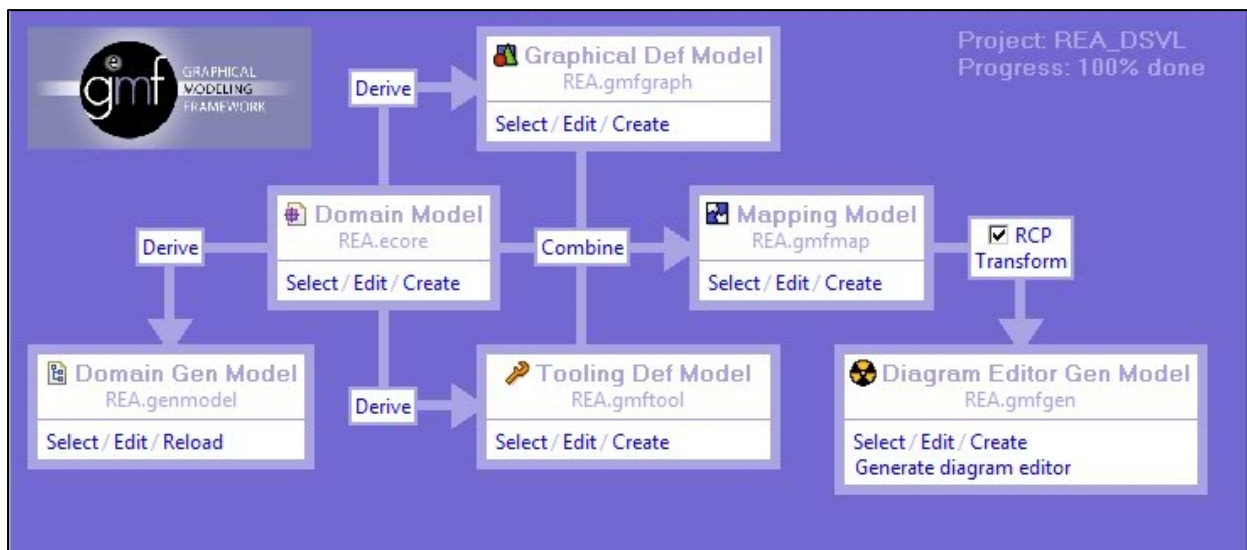 e
gmf
GRAPHICAL
MODELING
FRAMEWORK
Project: REA_DSVL
Progress: 100% done
Derive
Graphical Def Model
REA.gmfgraph
Select / Edit / Create
Derive
Domain Model
REA.ecore
Select / Edit / Create
Combine
Mapping Model
REA.gmfmap
Select / Edit / Create
RCP
Transform
Domain Gen Model
REA.genmodel
Select / Edit / Reload
Derive
Tooling Def Model
REA.gmftool
Select / Edit / Create
Diagram Editor Gen Model
REA.gmfgen
Select / Edit / Create
Generate diagram editor